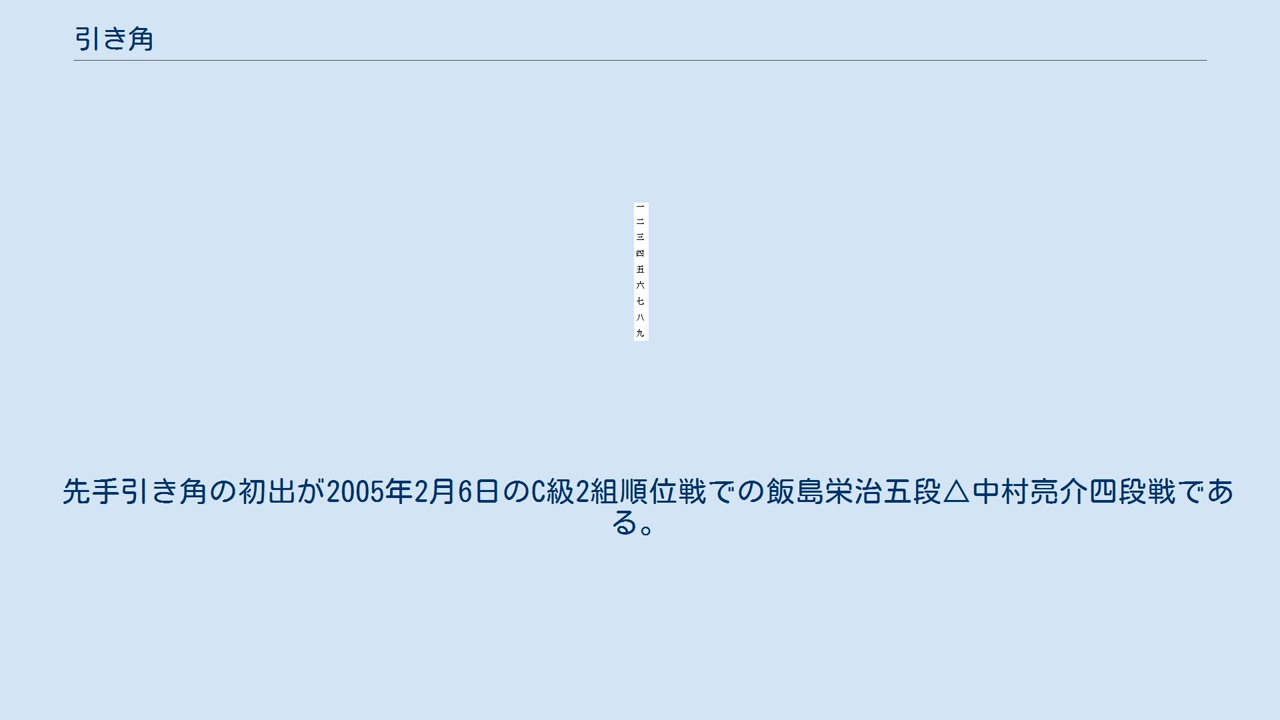 引き角
一
二
三
四
五
六
七
八
九
先手引き角の初出が2005年2月6日のC級2組順位戦での飯島栄治五段△中村亮介四段戦であ
る。